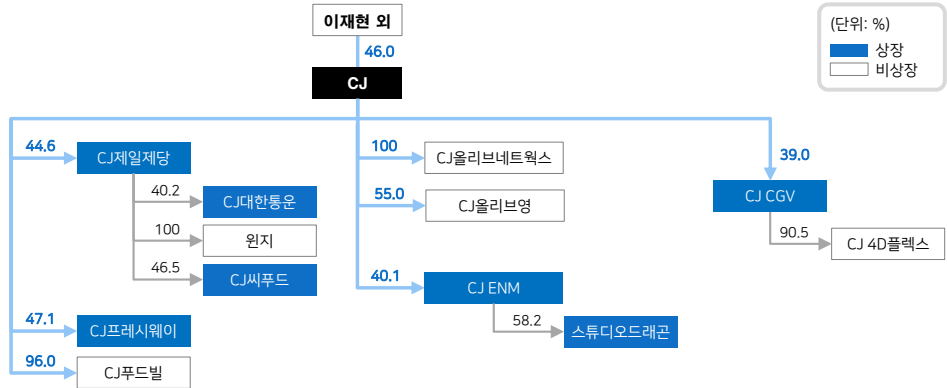 이재현 외
(단위: %)
상장
비상장
46.0
CJ
44.6
CJ제일제당
100
CJ올리브네트웍스
39.0
40.2
CJ대한통운
55.0
CJ올리브영
CJ CGV
100
윈지
90.5
CJ 4D플렉스
46.5
CJ씨푸드
40.1
CJ ENM
47.1
CJ프레시웨이
58.2
스튜디오드래곤
96.0
CJ푸드빌